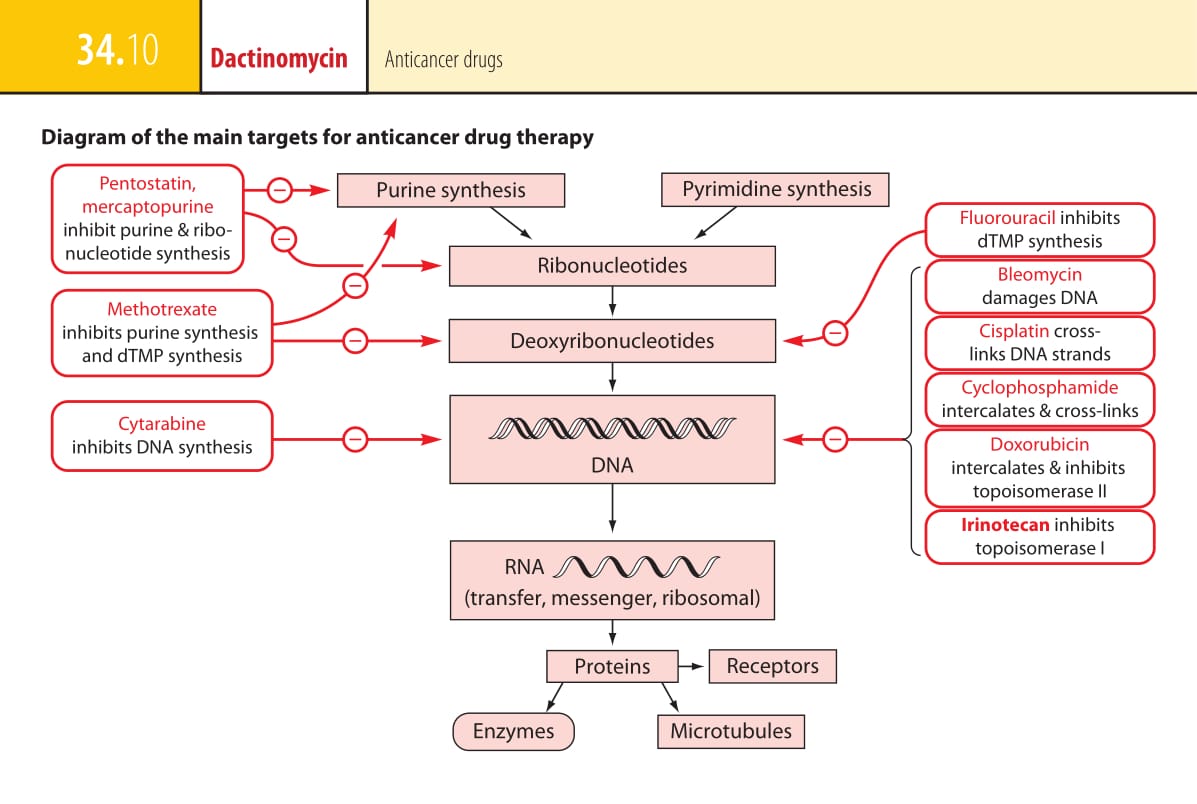 34.10
Dactinomycin
Anticancer drugs
Diagram of the main targets for anticancer drug therapy
Pentostatin,
mercaptopurine
inhibit purine & ribo-
nucleotide synthesis
Methotrexate
inhibits purine synthesis
and dTMP synthesis
Cytarabine
inhibits DNA synthesis
Purine synthesis
Pyrimidine synthesis
Ribonucleotides
Deoxyribonucleotides
DNA
RNA
(transfer, messenger, ribosomal)
Proteins
Receptors
Enzymes
Microtubules
Fluorouracil inhibits
dTMP synthesis
Bleomycin
damages DNA
Cisplatin cross-
links DNA strands
Cyclophosphamide
intercalates & cross-links
Doxorubicin
intercalates & inhibits
topoisomerase II
Irinotecan inhibits
topoisomerase I